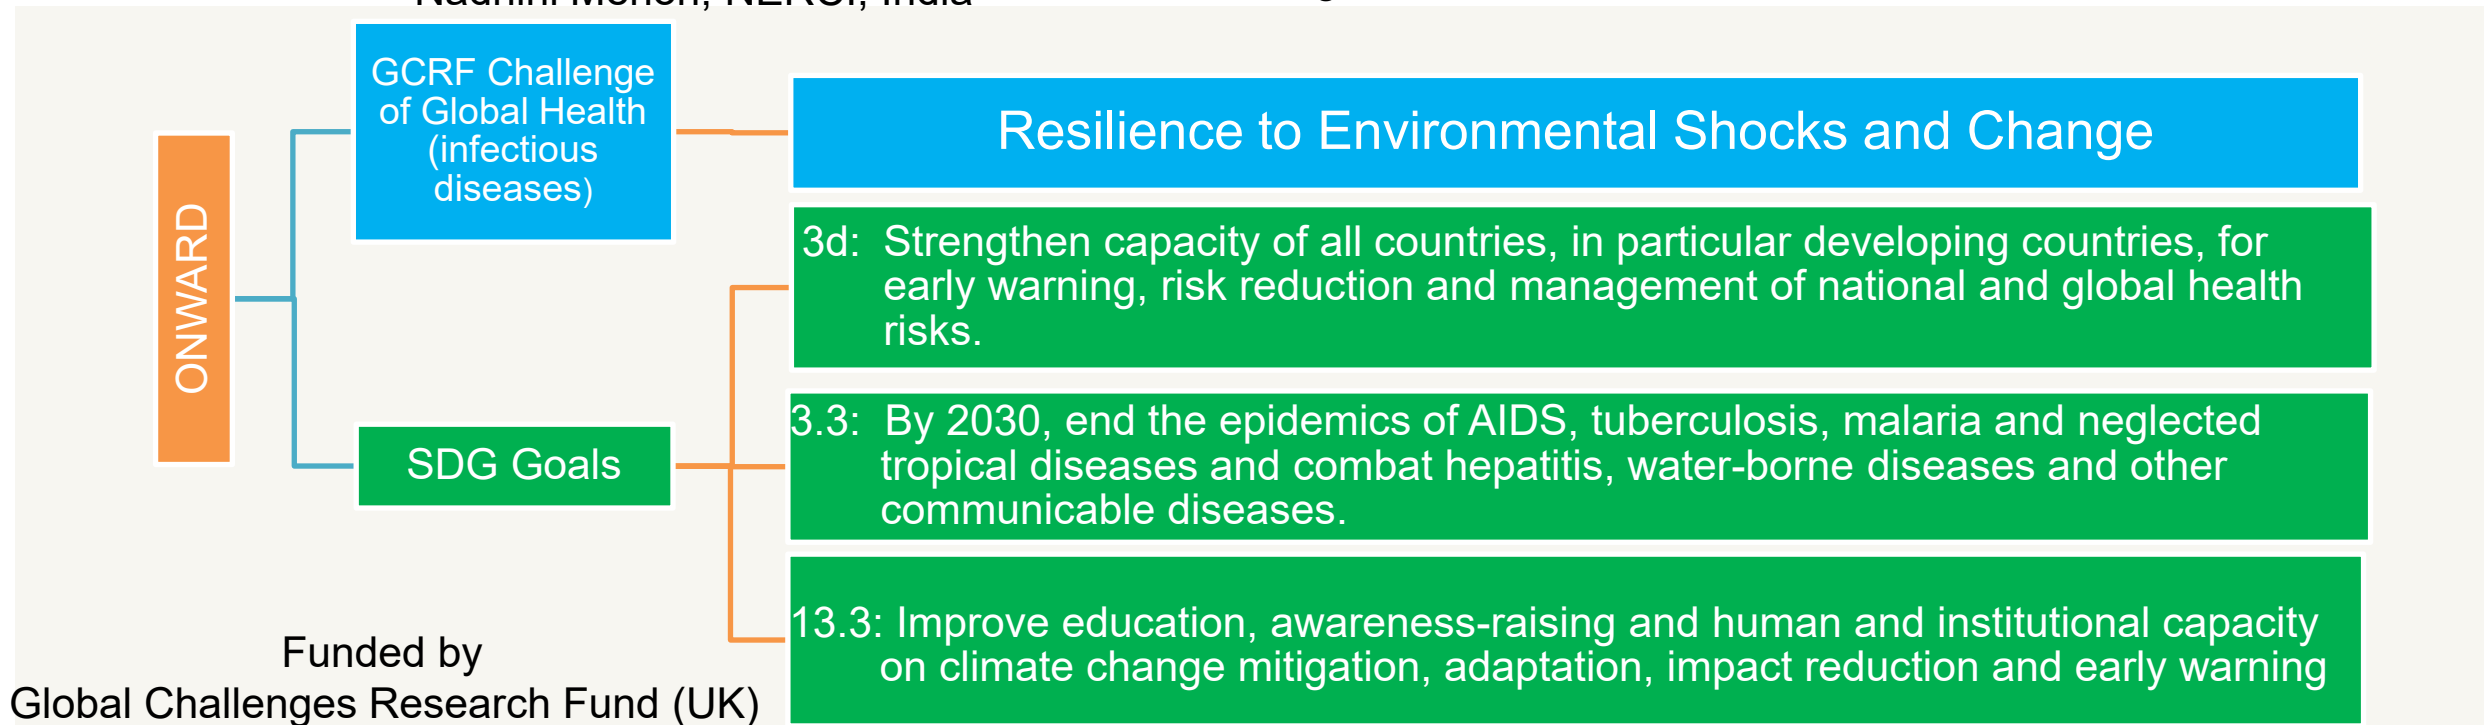 Nadnini Menon, NERCI, India
GCRF Challenge
of Global Health
(infectious
diseases)
Resilience to Environmental Shocks and Change
ONWARD
3d: Strengthen capacity of all countries, in particular developing countries, for
early warning, risk reduction and management of national and global health
risks.
SDG Goals
3.3: By 2030, end the epidemics of AIDS, tuberculosis, malaria and neglected
tropical diseases and combat hepatitis, water-borne diseases and other
communicable diseases.
13.3: Improve education, awareness-raising and human and institutional capacity
on climate change mitigation, adaptation, impact reduction and early warning
Funded by
Global Challenges Research Fund (UK)